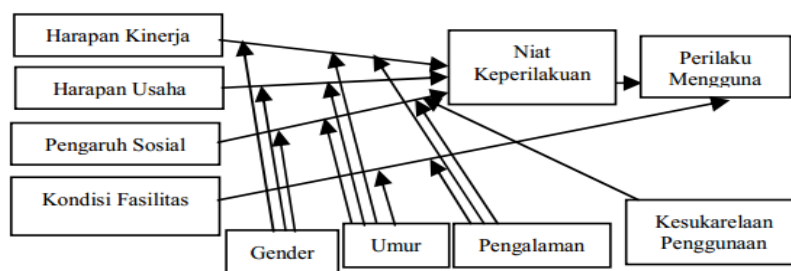 Harapan Kinerja
Harapan Usaha
Pengaruh Sosial
Kondisi Fasilitas
Niat
Keperilakuan
Perilaku
Mengguna
Gender
Umur
Pengalaman
Kesukarelaan
Penggunaan